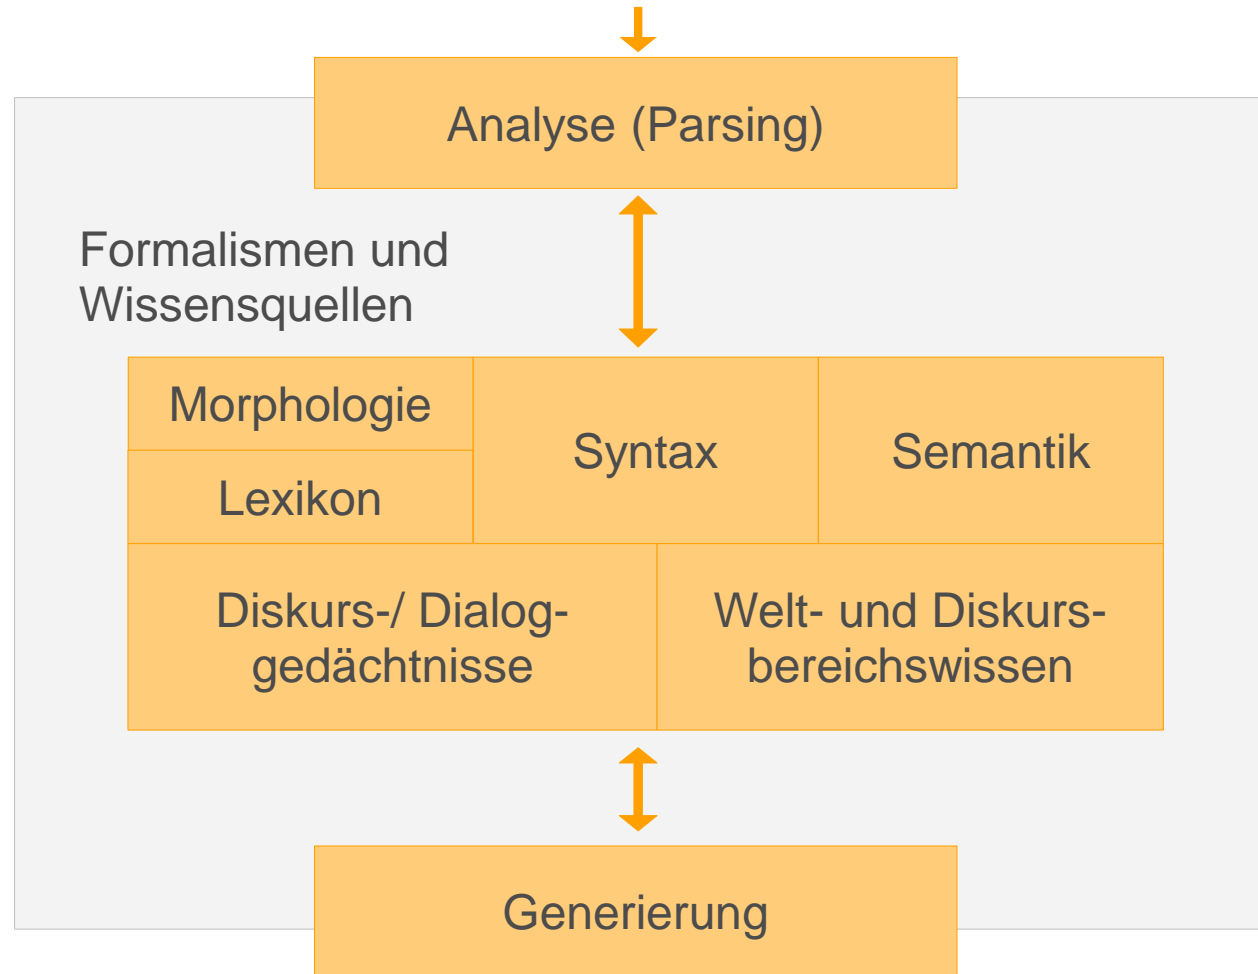 Analyse (Parsing)
Formalismen und
Wissensquellen
Morphologie
Lexikon
Syntax
Semantik
Diskurs-/ Dialog-
gedächtnisse
Welt- und Diskurs-
bereichswissen
Generierung